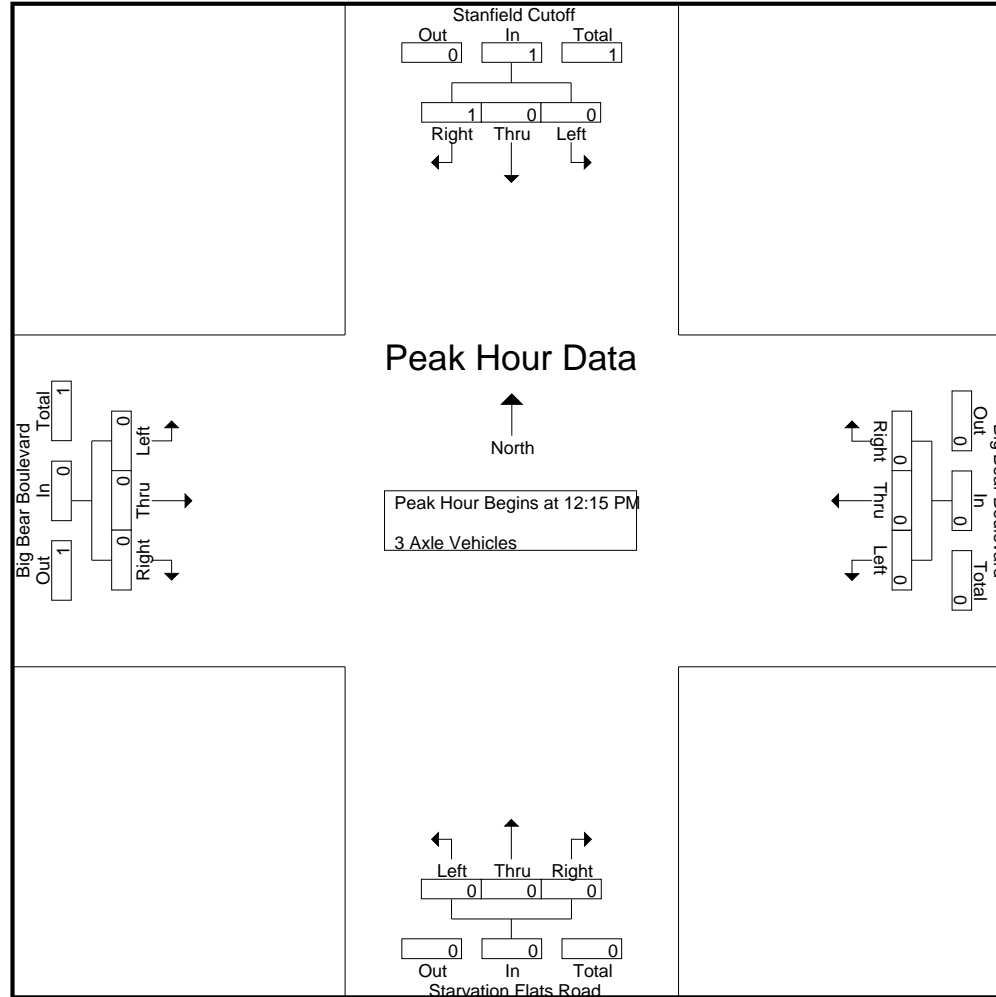 Stanfield Cutoff
Out In Total
0 1 1
1 0 0
Right Thru Left
Peak Hour Data
North
Peak Hour Begins at 12:15 PM
3 Axle Vehicles
Big Bear Boulevard
Total In Out
1 0 1
0 0 0
Left Thru Right
Right Thru Left
0 0 0
0 0 0
Out In Total
Big Bear Boulevard
Left Thru Right
0 0 0
0 0 0
Out In Total
Starvation Flats Road